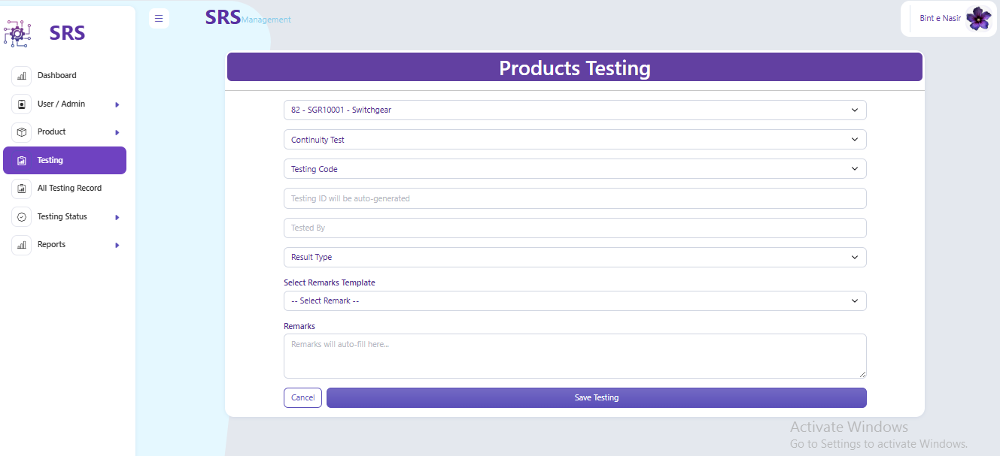 SRS
Dashboard
User / Admin
Product
Testing
All Testing Record
Testing Status
Reports
SRS Management
Bint e Nasir
Products Testing
82 - SGR10001 - Switchgear
Continuity Test
Testing Code
Testing ID will be auto-generated
Tested By
Result Type
Select Remarks Template
-- Select Remark --
Remarks
Remarks will auto-fill here...
Cancel
Save Testing
Activate Windows
Go to Settings to activate Windows.